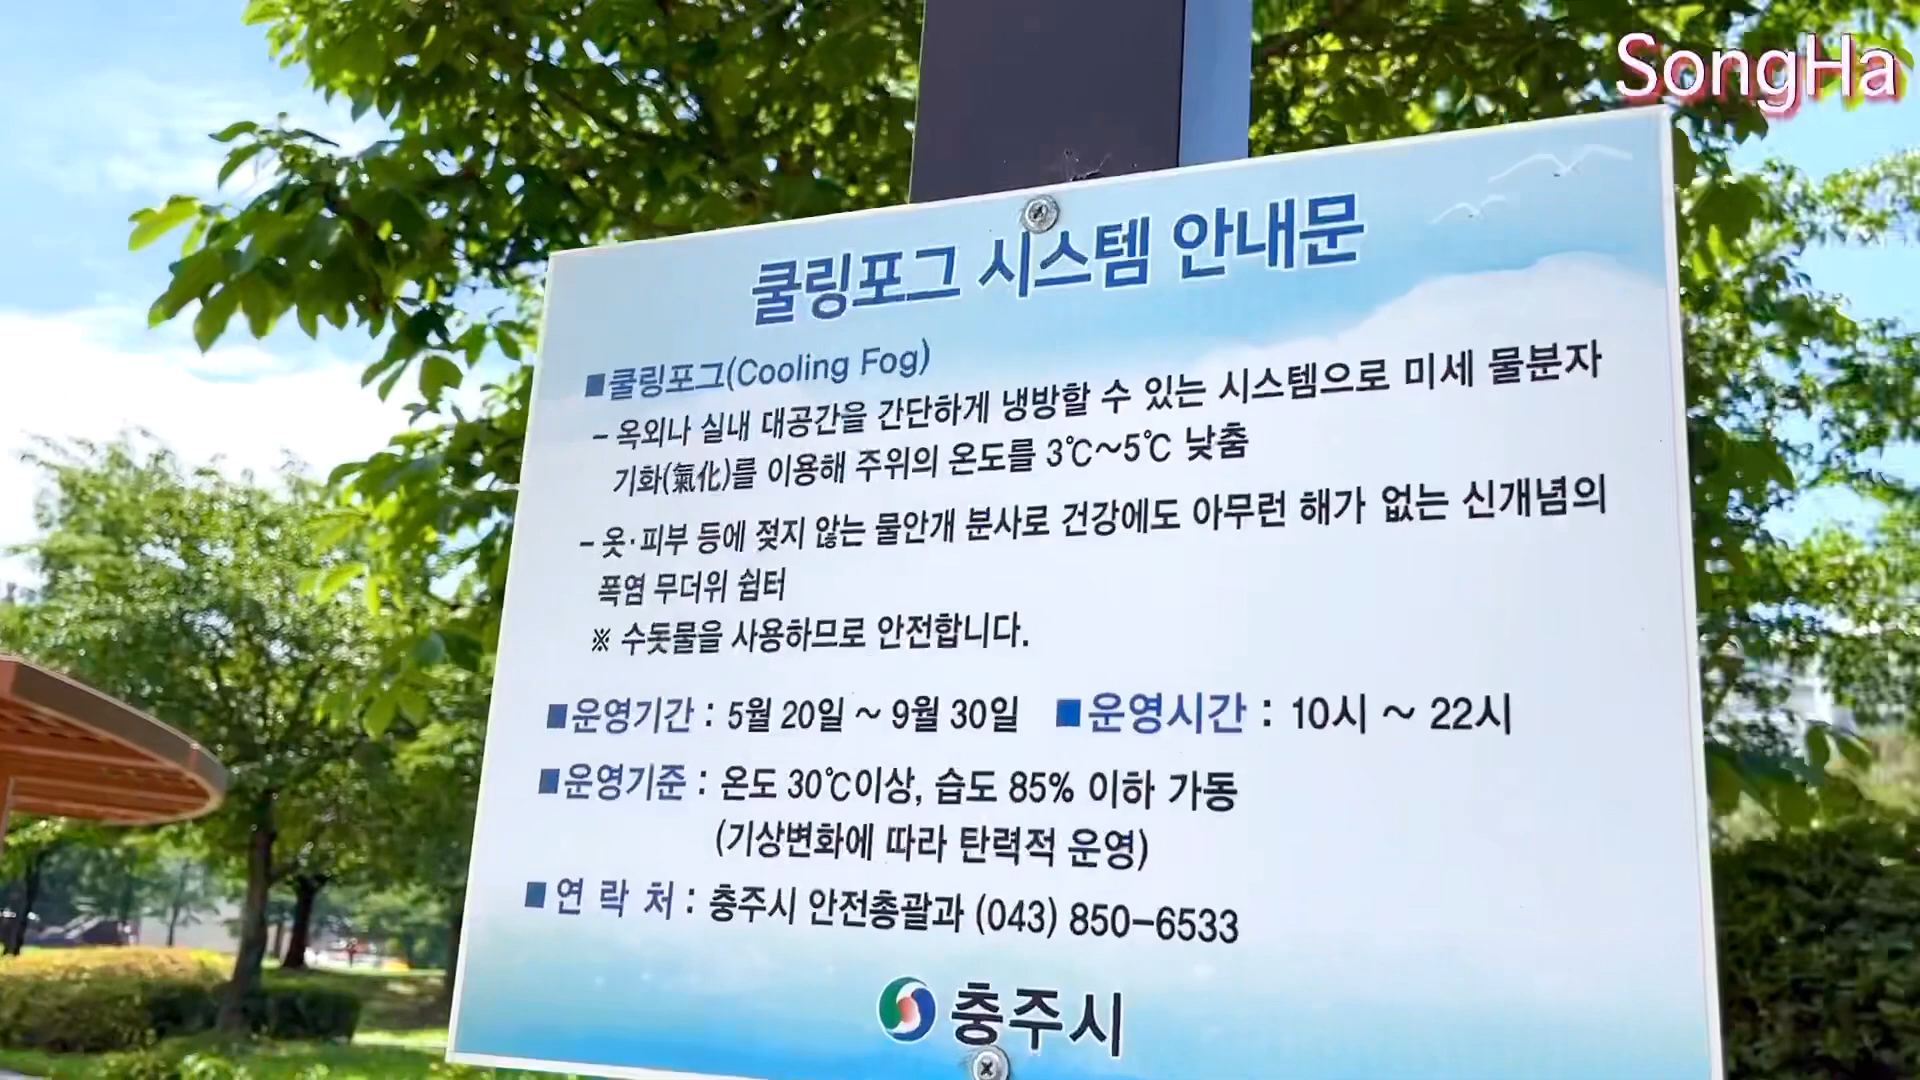 SongHa
쿨링포그 시스템 안내문
■쿨링포그(Cooling Fog)
- 옥외나 실내 대공간을 간단하게 냉방할 수 있는 시스템으로 미세 물분자
기화(氣化)를 이용해 주위의 온도를 3℃~5℃ 낮춤
- 옷·피부 등에 젖지 않는 물안개 분사로 건강에도 아무런 해가 없는 신개념의
폭염 무더위 쉼터
※ 수돗물을 사용하므로 안전합니다.
■운영기간 : 5월 20일 ~ 9월 30일 ■운영시간 : 10시 ~ 22시
■운영기준 : 온도 30℃이상, 습도 85% 이하 가동
(기상변화에 따라 탄력적 운영)
■연 락 처 : 충주시 안전총괄과 (043) 850-6533
충주시